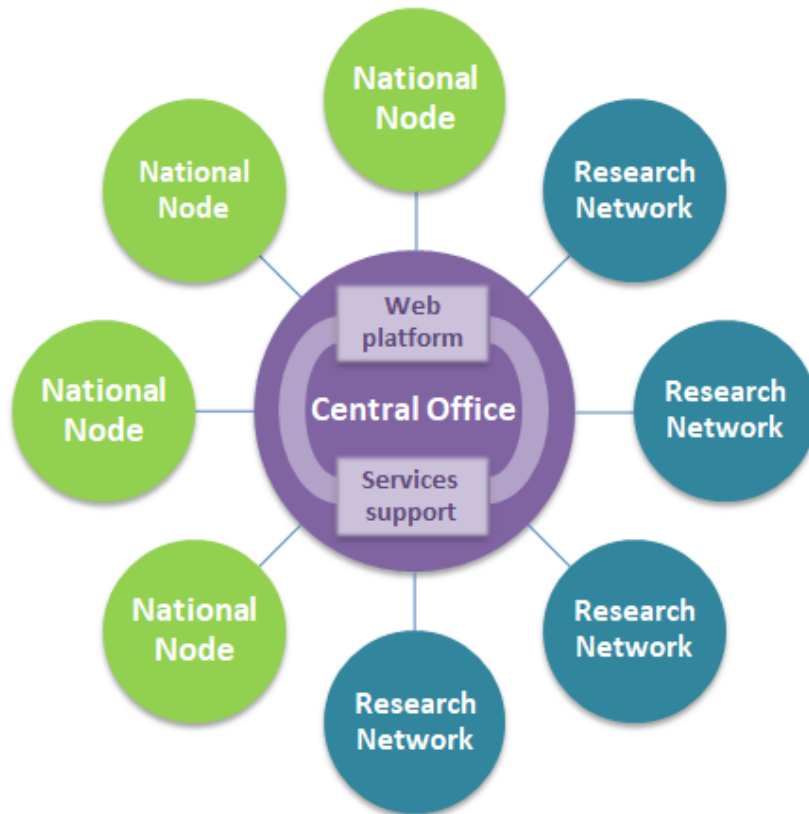 National
Node
National
Node
Research
Network
Web
platform
National
Node
Central Office
Research
Network
Services
support
National
Node
Research
Network
Research
Network